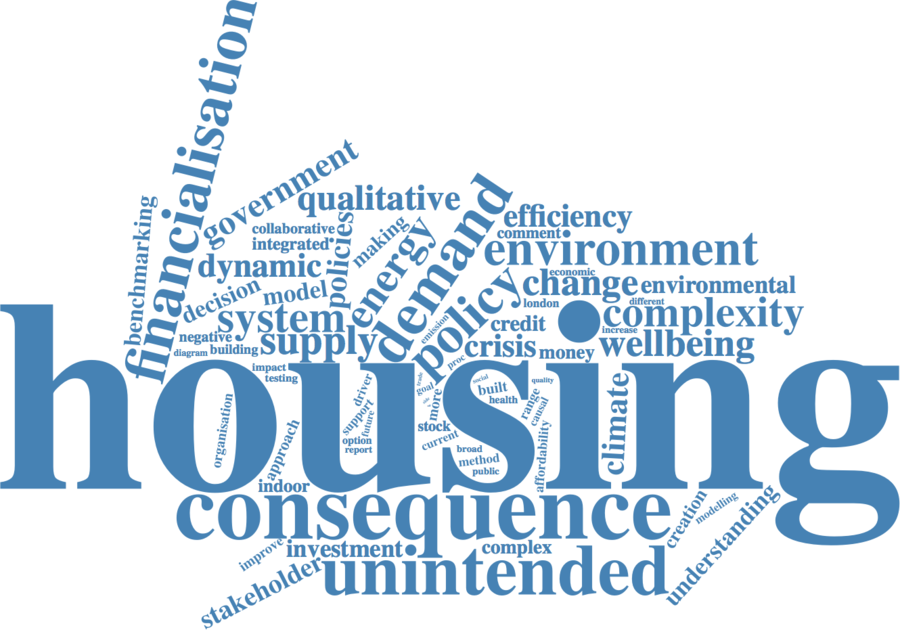 financialisation
government
qualitative
benchmarking
collaborative
integrated
policies
making
energy
demand
efficiency
comment
environment
dynamic
decision
model
economic
change
environmental
policy
london
different
complexity
system
supply
emission
credit
increase
negative
diagram
building
crisis
proc
money
wellbeing
housing
impact
testing
driver
goal
more
social
built
health
quality
range
causal
climate
organisation
support
future
stock
option
report
current
broad
method
public
affordability
approach
indoor
consequence
creation
modelling
understanding
improve
investment
complex
stakeholder
unintended